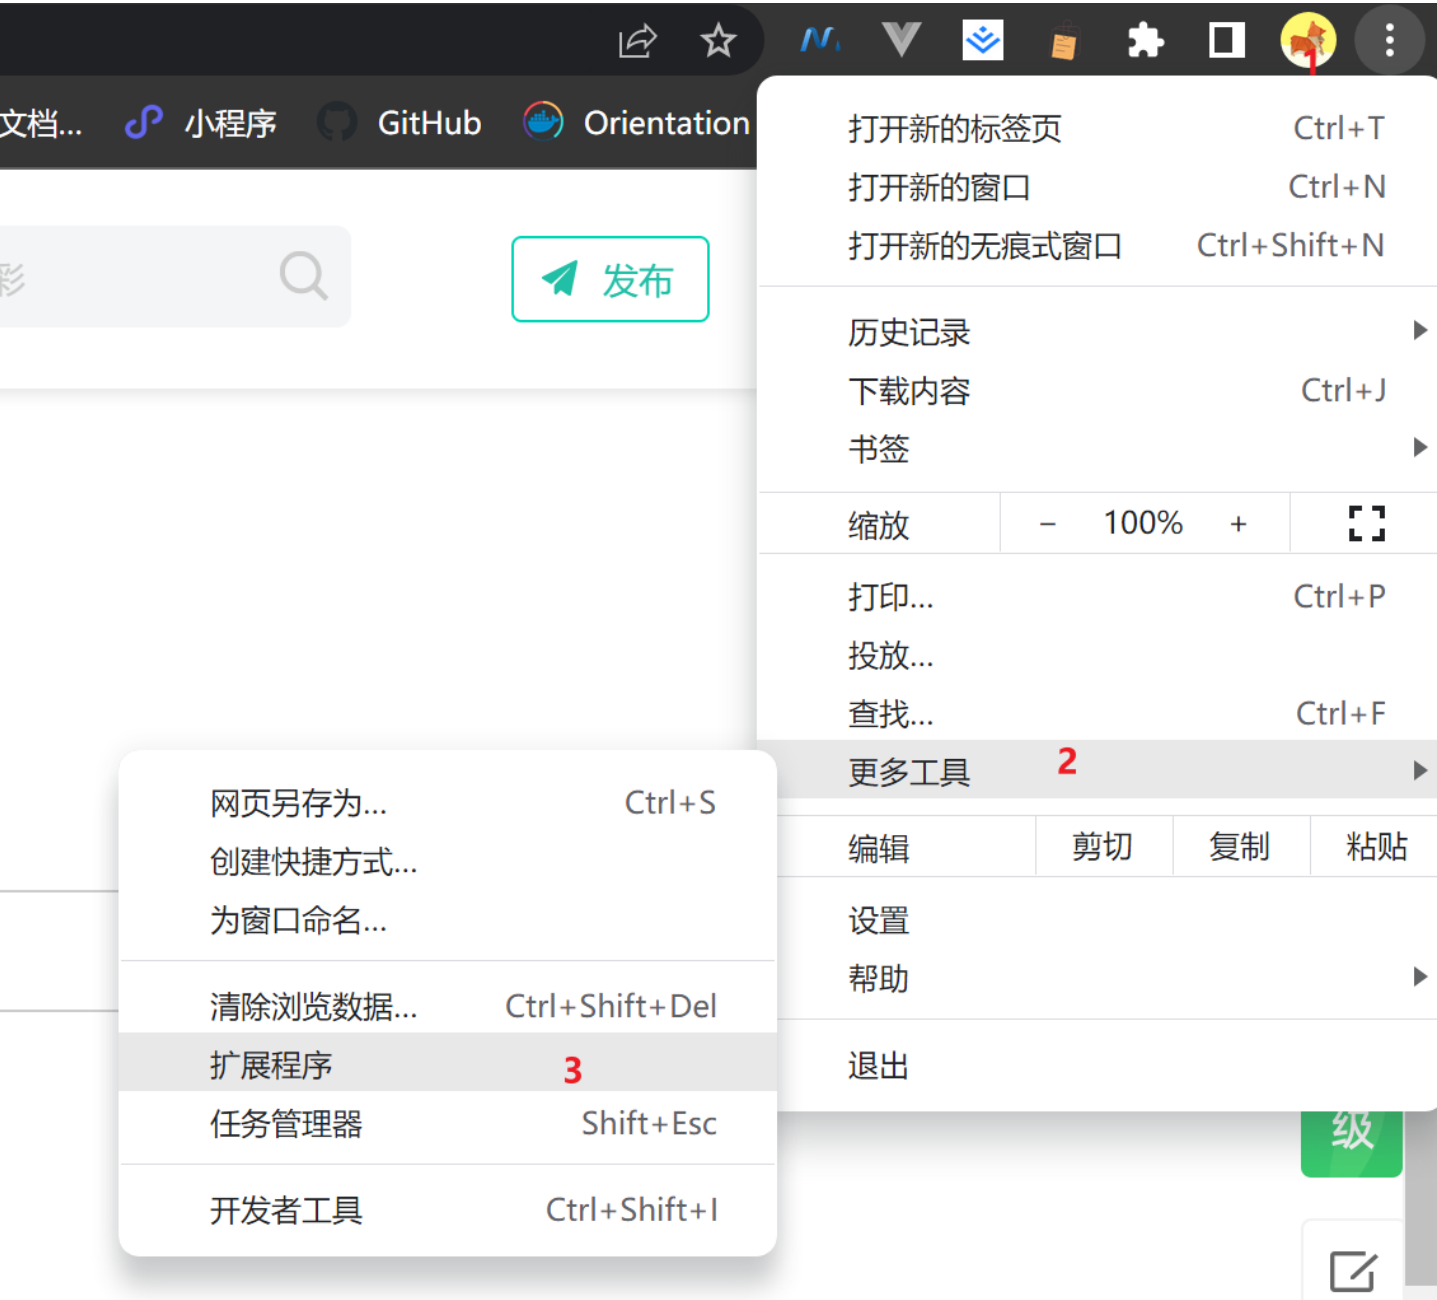 1
文档...
小程序
GitHub
Orientation
彩
发布
打开新的标签页 Ctrl+T
打开新的窗口 Ctrl+N
打开新的无痕式窗口 Ctrl+Shift+N
历史记录
下载内容 Ctrl+J
书签
缩放 − 100% +
打印... Ctrl+P
投放...
查找... Ctrl+F
更多工具 2
编辑 剪切 复制 粘贴
设置
帮助
退出
网页另存为... Ctrl+S
创建快捷方式...
为窗口命名...
清除浏览数据... Ctrl+Shift+Del
扩展程序 3
任务管理器 Shift+Esc
开发者工具 Ctrl+Shift+I
级